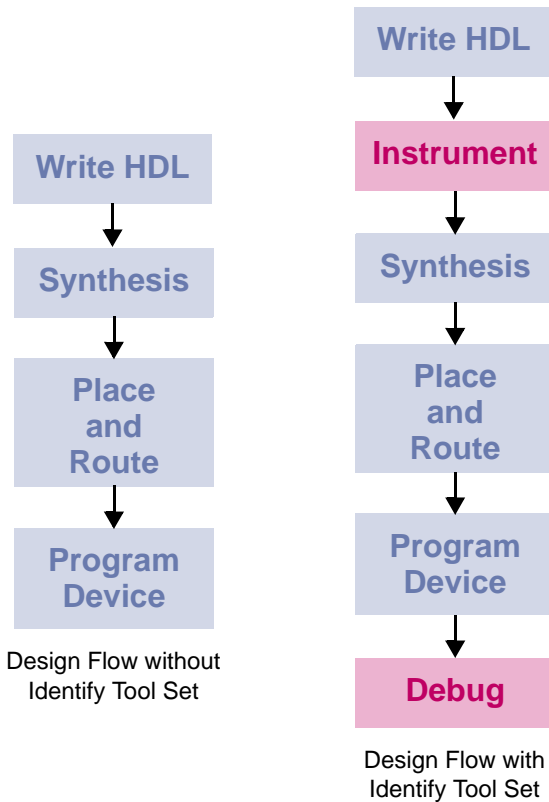 Write HDL
Synthesis
Place
and
Route
Program
Device
Design Flow without
Identify Tool Set
Write HDL
Instrument
Synthesis
Place
and
Route
Program
Device
Debug
Design Flow with
Identify Tool Set